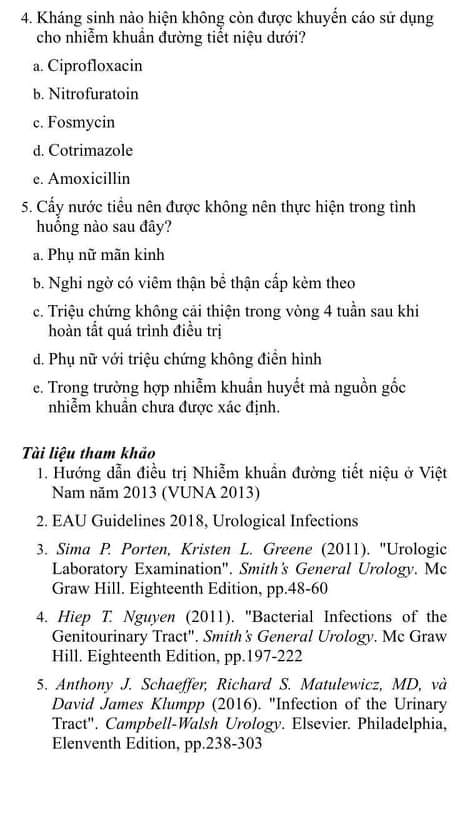 4. Kháng sinh nào hiện không còn được khuyến cáo sử dụng
cho nhiễm khuẩn đường tiết niệu dưới?
a. Ciprofloxacin
b. Nitrofuratoin
c. Fosmycin
d. Cotrimazole
e. Amoxicillin
5. Cấy nước tiểu nên được không nên thực hiện trong tình
huống nào sau đây?
a. Phụ nữ mãn kinh
b. Nghi ngờ có viêm thận bể thận cấp kèm theo
c. Triệu chứng không cải thiện trong vòng 4 tuần sau khi
hoàn tất quá trình điều trị
d. Phụ nữ với triệu chứng không điển hình
e. Trong trường hợp nhiễm khuẩn huyết mà nguồn gốc
nhiễm khuẩn chưa được xác định.
Tài liệu tham khảo
1. Hướng dẫn điều trị Nhiễm khuẩn đường tiết niệu ở Việt
Nam năm 2013 (VUNA 2013)
2. EAU Guidelines 2018, Urological Infections
3. Sima P. Porten, Kristen L. Greene (2011). "Urologic
Laboratory Examination". Smith's General Urology. Mc
Graw Hill. Eighteenth Edition, pp.48-60
4. Hiep T. Nguyen (2011). "Bacterial Infections of the
Genitourinary Tract". Smith's General Urology. Mc Graw
Hill. Eighteenth Edition, pp.197-222
5. Anthony J. Schaeffer, Richard S. Matulewicz, MD, và
David James Klumpp (2016). "Infection of the Urinary
Tract". Campbell-Walsh Urology. Elsevier. Philadelphia,
Elenventh Edition, pp.238-303